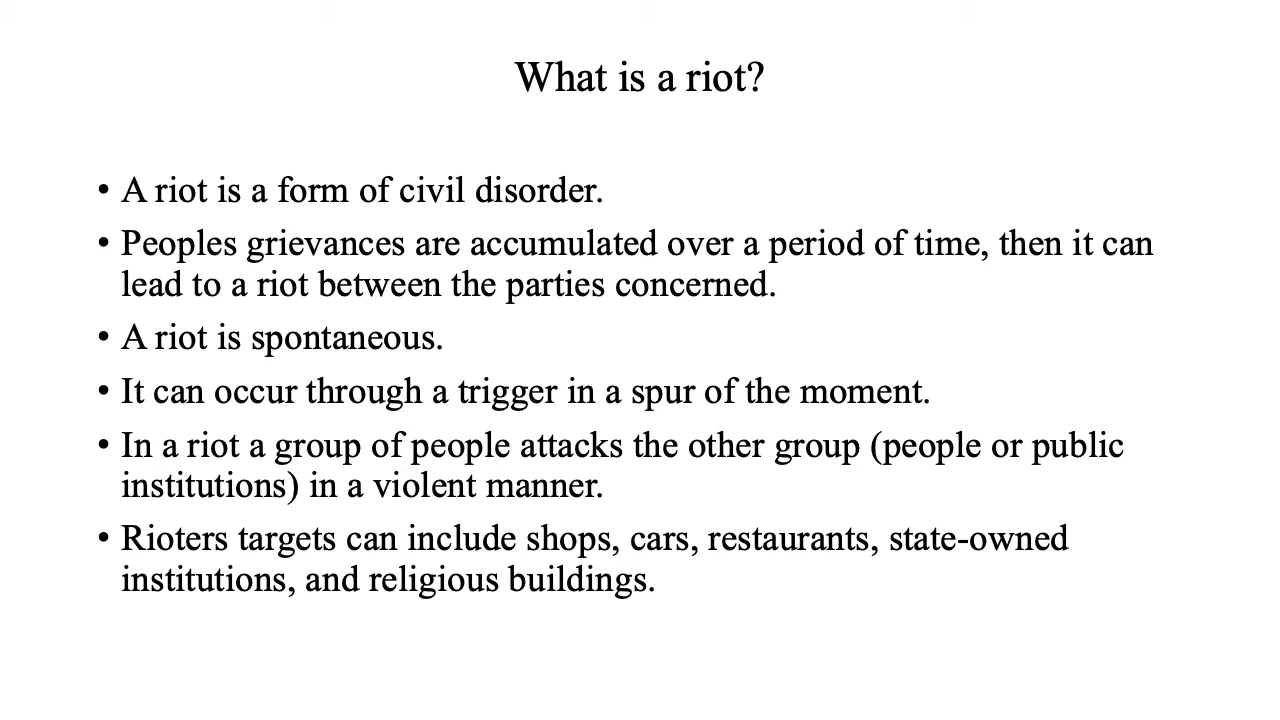 What is a riot?
• A riot is a form of civil disorder.
• Peoples grievances are accumulated over a period of time, then it can
lead to a riot between the parties concerned.
• A riot is spontaneous.
• It can occur through a trigger in a spur of the moment.
• In a riot a group of people attacks the other group (people or public
institutions) in a violent manner.
• Rioters targets can include shops, cars, restaurants, state-owned
institutions, and religious buildings.